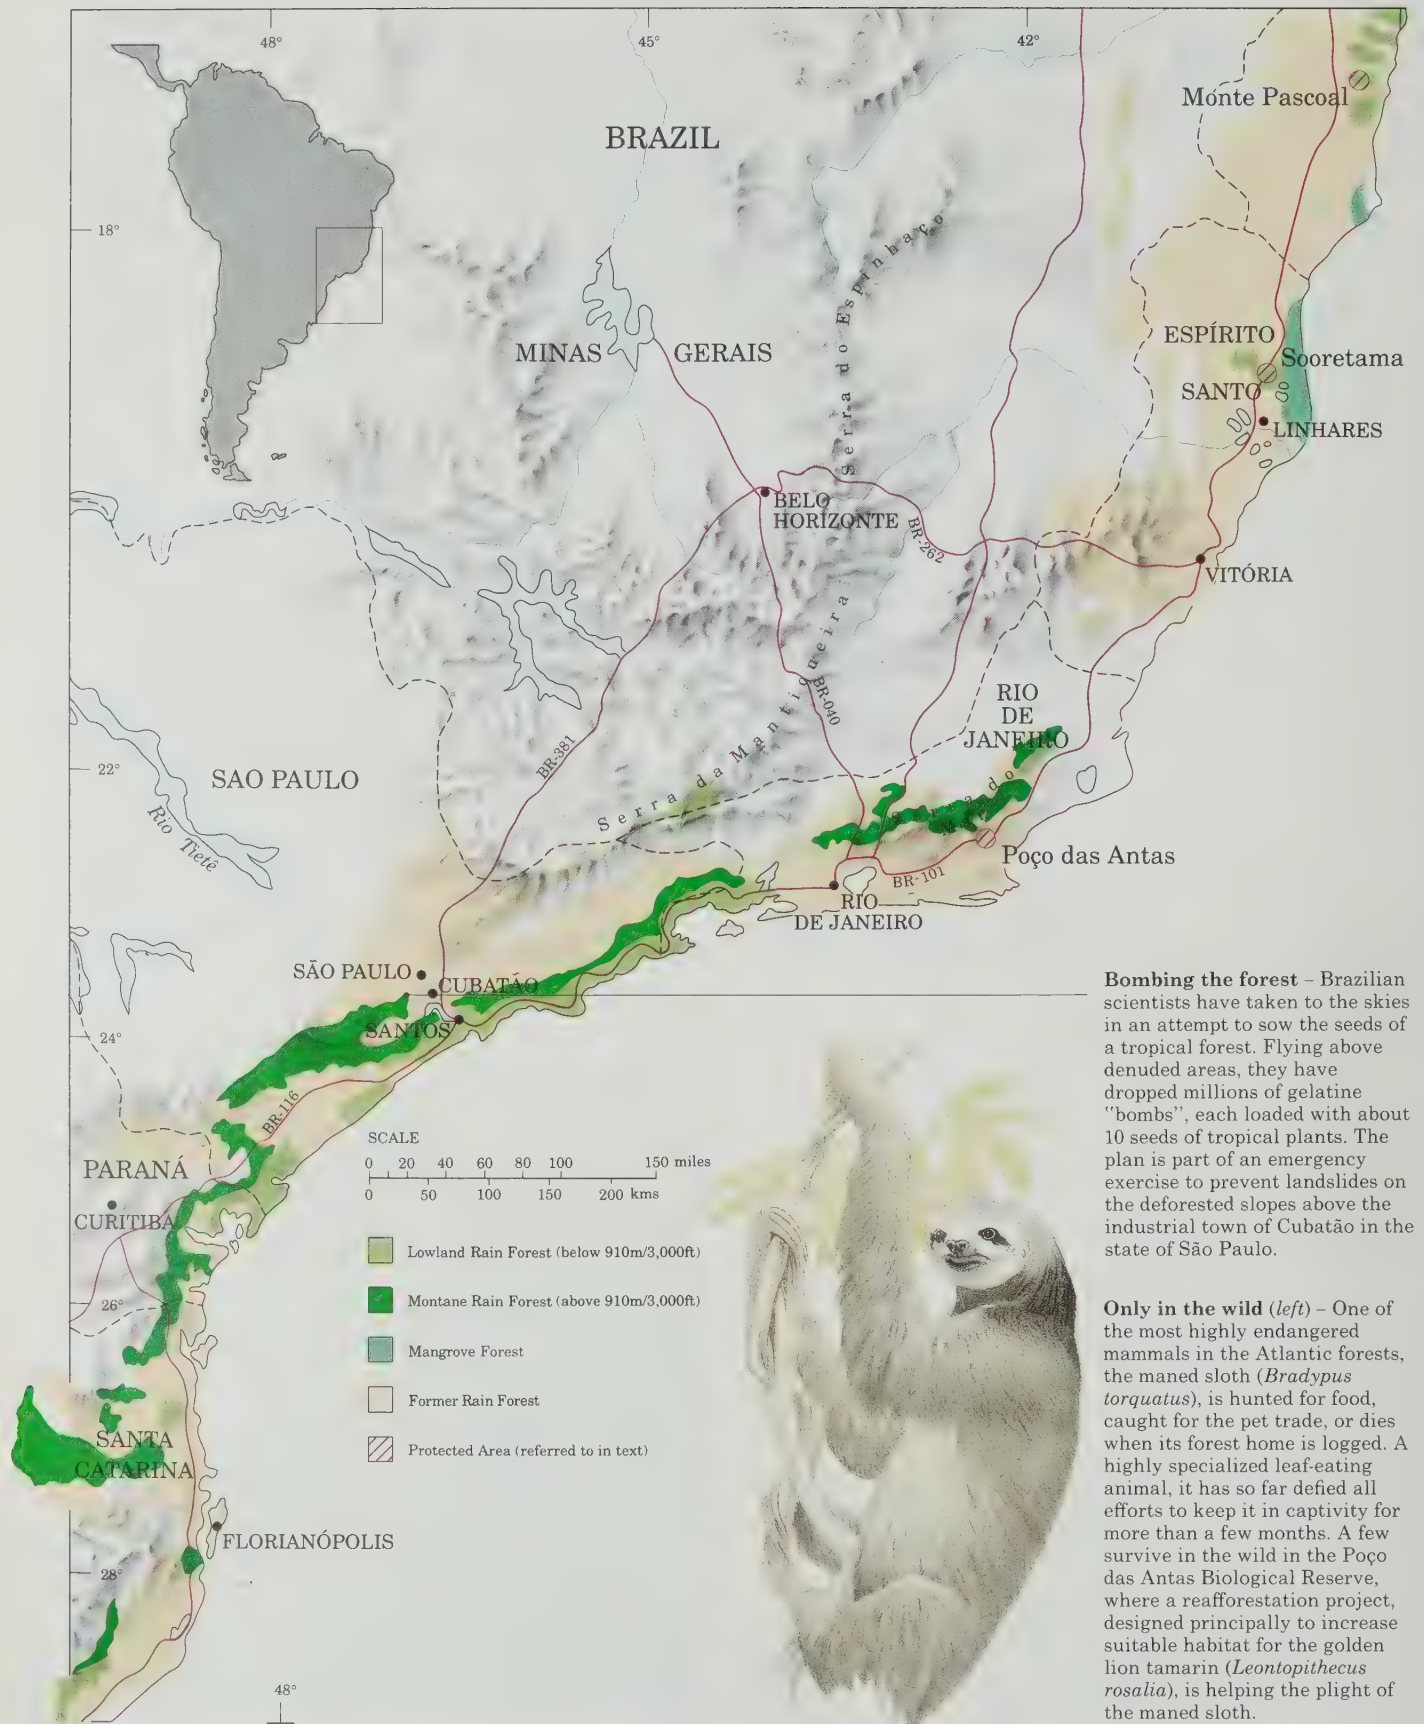 48°
45°
42°
Monte Pascoal
BRAZIL
18°
Serra do Espinhaço
ESPÍRITO
SANTO
Sooretama
MINAS GERAIS
LINHARES
BELO
HORIZONTE
BR-262
VITÓRIA
BR-040
RIO
DE
JANEIRO
BR-381
Serra da Mantiqueira
22°
SAO PAULO
Rio Tietê
Serra do Mar
Poço das Antas
BR-101
RIO
DE JANEIRO
SÃO PAULO
CUBATÃO
SANTOS
24°
BR-116
PARANÁ
CURITIBA
26°
SANTA
CATARINA
FLORIANÓPOLIS
28°
48°
SCALE
0 20 40 60 80 100 150 miles
0 50 100 150 200 kms
Lowland Rain Forest (below 910m/3,000ft)
Montane Rain Forest (above 910m/3,000ft)
Mangrove Forest
Former Rain Forest
Protected Area (referred to in text)
Bombing the forest – Brazilian
scientists have taken to the skies
in an attempt to sow the seeds of
a tropical forest. Flying above
denuded areas, they have
dropped millions of gelatine
"bombs", each loaded with about
10 seeds of tropical plants. The
plan is part of an emergency
exercise to prevent landslides on
the deforested slopes above the
industrial town of Cubatão in the
state of São Paulo.
Only in the wild (left) – One of
the most highly endangered
mammals in the Atlantic forests,
the maned sloth (Bradypus
torquatus), is hunted for food,
caught for the pet trade, or dies
when its forest home is logged. A
highly specialized leaf-eating
animal, it has so far defied all
efforts to keep it in captivity for
more than a few months. A few
survive in the wild in the Poço
das Antas Biological Reserve,
where a reafforestation project,
designed principally to increase
suitable habitat for the golden
lion tamarin (Leontopithecus
rosalia), is helping the plight of
the maned sloth.